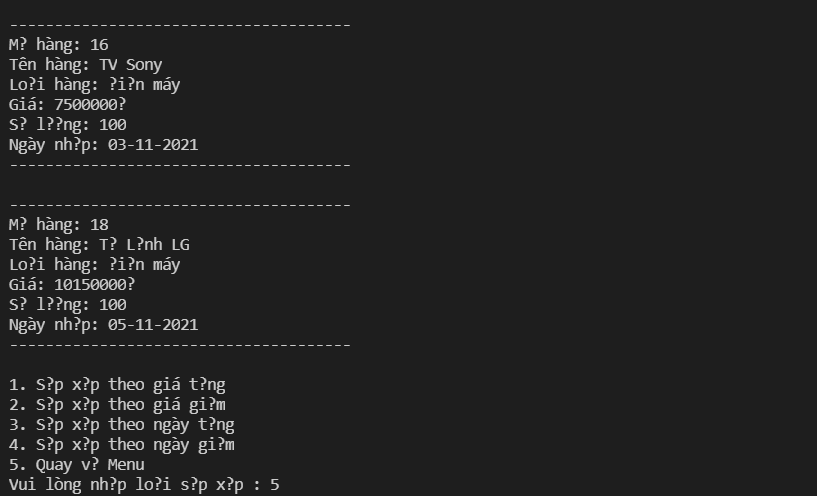 -------------------------------------
M? hàng: 16
Tên hàng: TV Sony
Lo?i hàng: ?i?n máy
Giá: 7500000?
S? l??ng: 100
Ngày nh?p: 03-11-2021
-------------------------------------
-------------------------------------
M? hàng: 18
Tên hàng: T? L?nh LG
Lo?i hàng: ?i?n máy
Giá: 10150000?
S? l??ng: 100
Ngày nh?p: 05-11-2021
-------------------------------------
1. S?p x?p theo giá t?ng
2. S?p x?p theo giá gi?m
3. S?p x?p theo ngày t?ng
4. S?p x?p theo ngày gi?m
5. Quay v? Menu
Vui lòng nh?p lo?i s?p x?p : 5